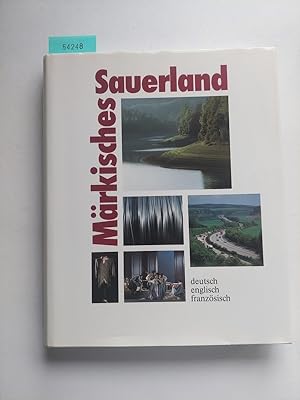 54248
Märkisches
Sauerland
deutsch
englisch
französisch